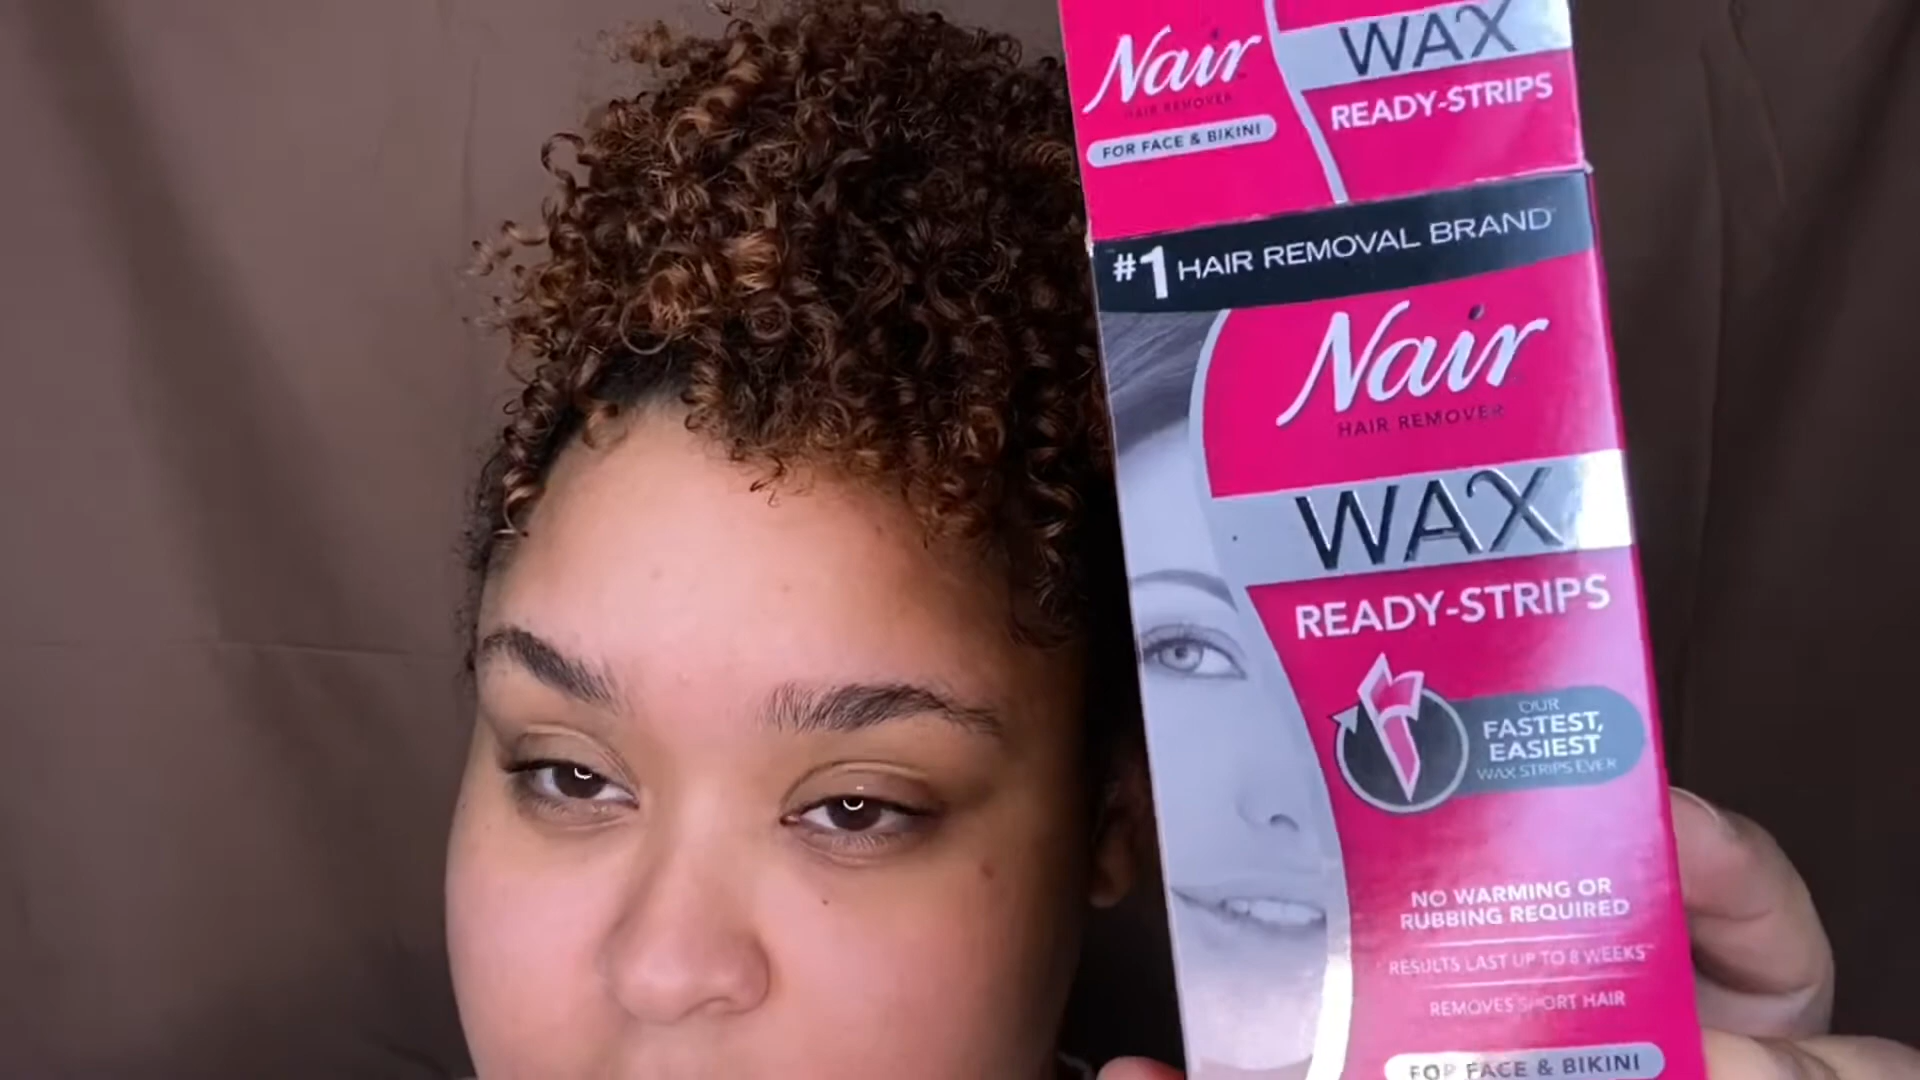 Nair
HAIR REMOVER
FOR FACE & BIKINI
WAX
READY-STRIPS
#1 HAIR REMOVAL BRAND
Nair
HAIR REMOVER
WAX
READY-STRIPS
OUR
FASTEST,
EASIEST
WAX STRIPS EVER
NO WARMING OR
RUBBING REQUIRED
RESULTS LAST UP TO 8 WEEKS™
REMOVES SHORT HAIR
FOR FACE & BIKINI